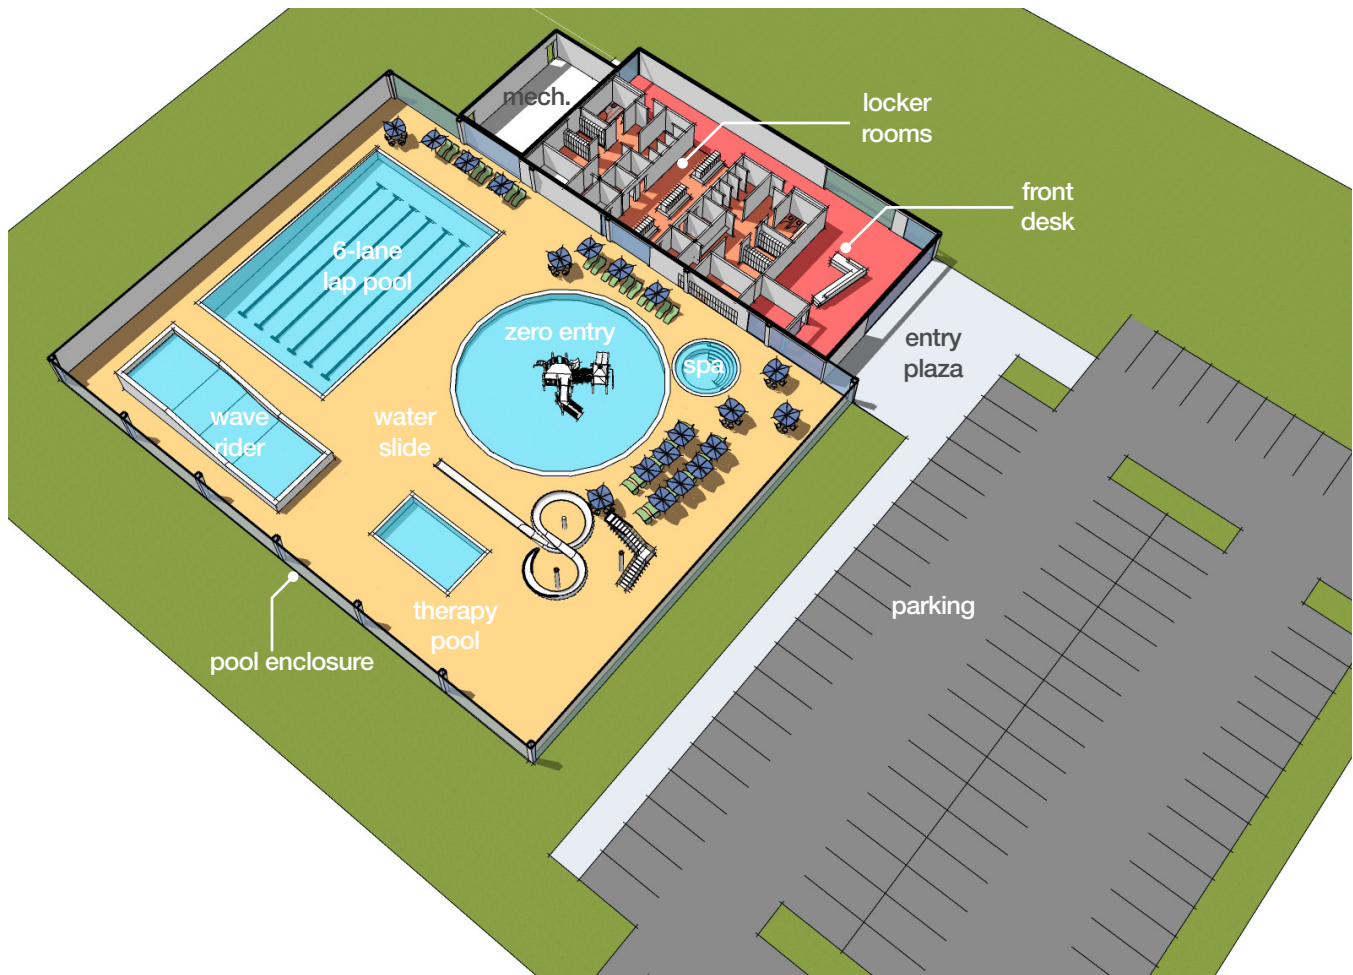 mech.
locker
rooms
front
desk
6-lane
lap pool
zero entry
spa
entry
plaza
wave
rider
water
slide
parking
therapy
pool
pool enclosure